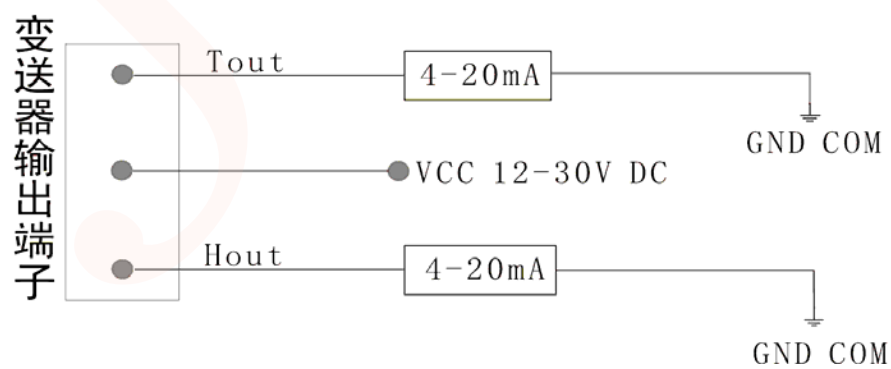 变送器输出端子
Tout
4-20mA
GND COM
VCC 12-30V DC
Hout
4-20mA
GND COM